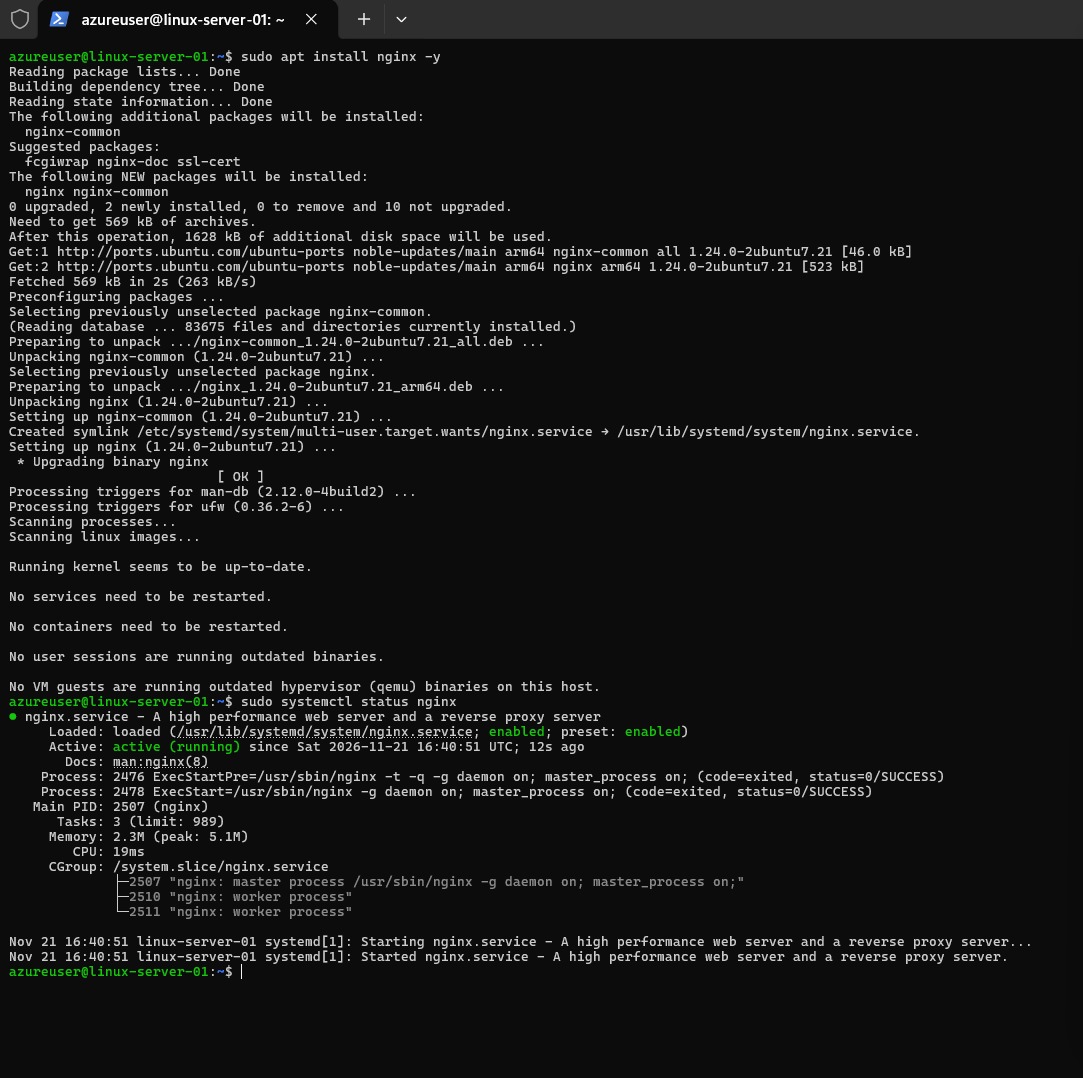 azureuser@linux-server-01: ~
azureuser@linux-server-01:~$ sudo apt install nginx -y
Reading package lists... Done
Building dependency tree... Done
Reading state information... Done
The following additional packages will be installed:
  nginx-common
Suggested packages:
  fcgiwrap nginx-doc ssl-cert
The following NEW packages will be installed:
  nginx nginx-common
0 upgraded, 2 newly installed, 0 to remove and 10 not upgraded.
Need to get 569 kB of archives.
After this operation, 1628 kB of additional disk space will be used.
Get:1 http://ports.ubuntu.com/ubuntu-ports noble-updates/main arm64 nginx-common all 1.24.0-2ubuntu7.21 [46.0 kB]
Get:2 http://ports.ubuntu.com/ubuntu-ports noble-updates/main arm64 nginx arm64 1.24.0-2ubuntu7.21 [523 kB]
Fetched 569 kB in 2s (263 kB/s)
Preconfiguring packages ...
Selecting previously unselected package nginx-common.
(Reading database ... 83675 files and directories currently installed.)
Preparing to unpack .../nginx-common_1.24.0-2ubuntu7.21_all.deb ...
Unpacking nginx-common (1.24.0-2ubuntu7.21) ...
Selecting previously unselected package nginx.
Preparing to unpack .../nginx_1.24.0-2ubuntu7.21_arm64.deb ...
Unpacking nginx (1.24.0-2ubuntu7.21) ...
Setting up nginx-common (1.24.0-2ubuntu7.21) ...
Created symlink /etc/systemd/system/multi-user.target.wants/nginx.service → /usr/lib/systemd/system/nginx.service.
Setting up nginx (1.24.0-2ubuntu7.21) ...
 * Upgrading binary nginx
                          [ OK ]
Processing triggers for man-db (2.12.0-4build2) ...
Processing triggers for ufw (0.36.2-6) ...
Scanning processes...
Scanning linux images...

Running kernel seems to be up-to-date.

No services need to be restarted.

No containers need to be restarted.

No user sessions are running outdated binaries.

No VM guests are running outdated hypervisor (qemu) binaries on this host.
azureuser@linux-server-01:~$ sudo systemctl status nginx
● nginx.service - A high performance web server and a reverse proxy server
     Loaded: loaded (/usr/lib/systemd/system/nginx.service; enabled; preset: enabled)
     Active: active (running) since Sat 2026-11-21 16:40:51 UTC; 12s ago
       Docs: man:nginx(8)
    Process: 2476 ExecStartPre=/usr/sbin/nginx -t -q -g daemon on; master_process on; (code=exited, status=0/SUCCESS)
    Process: 2478 ExecStart=/usr/sbin/nginx -g daemon on; master_process on; (code=exited, status=0/SUCCESS)
   Main PID: 2507 (nginx)
      Tasks: 3 (limit: 989)
     Memory: 2.3M (peak: 5.1M)
        CPU: 19ms
     CGroup: /system.slice/nginx.service
             ├─2507 "nginx: master process /usr/sbin/nginx -g daemon on; master_process on;"
             ├─2510 "nginx: worker process"
             └─2511 "nginx: worker process"

Nov 21 16:40:51 linux-server-01 systemd[1]: Starting nginx.service - A high performance web server and a reverse proxy server...
Nov 21 16:40:51 linux-server-01 systemd[1]: Started nginx.service - A high performance web server and a reverse proxy server.
azureuser@linux-server-01:~$